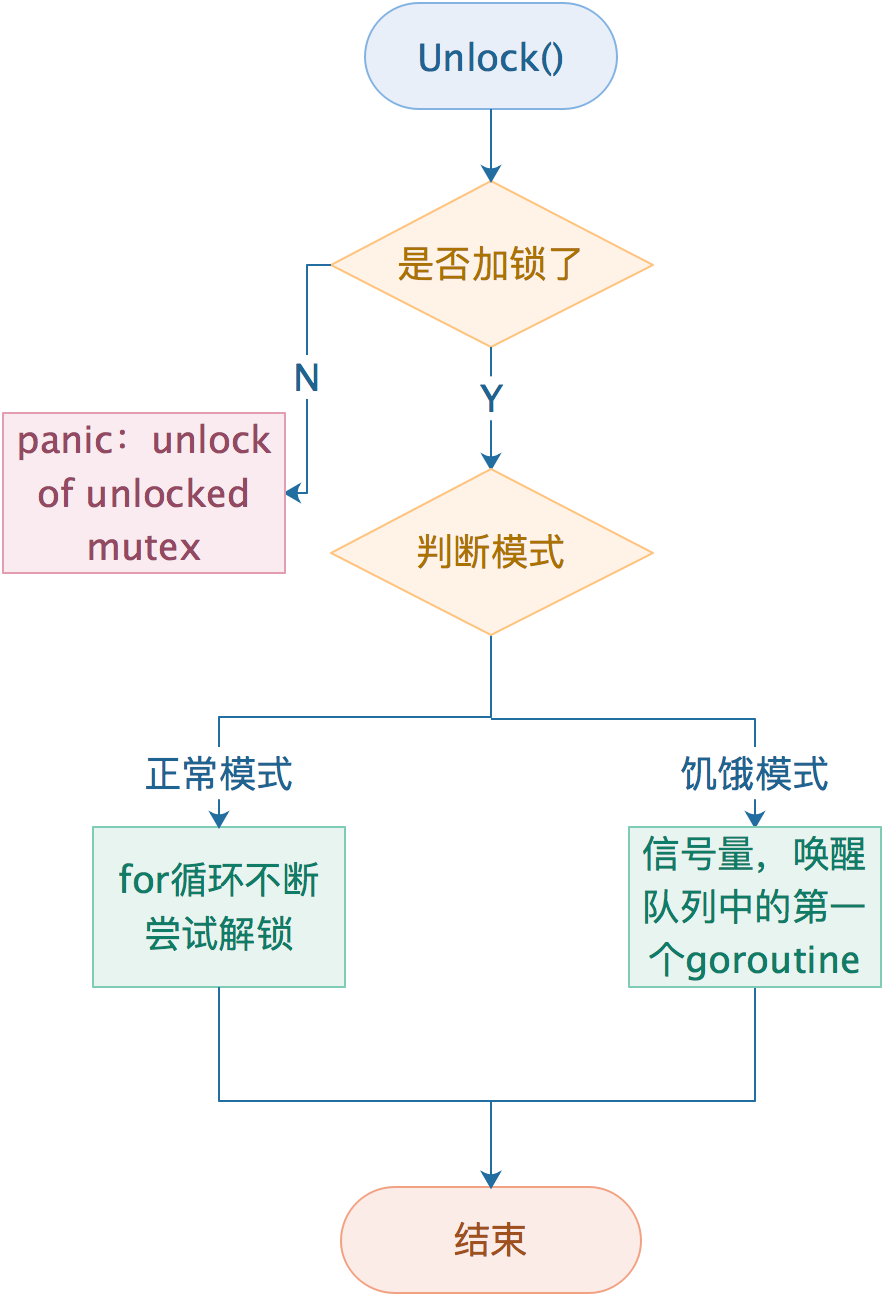 Unlock()
是否加锁了
N
Y
panic：unlock
of unlocked
mutex
判断模式
正常模式
饥饿模式
for循环不断
尝试解锁
信号量，唤醒
队列中的第一
个goroutine
结束